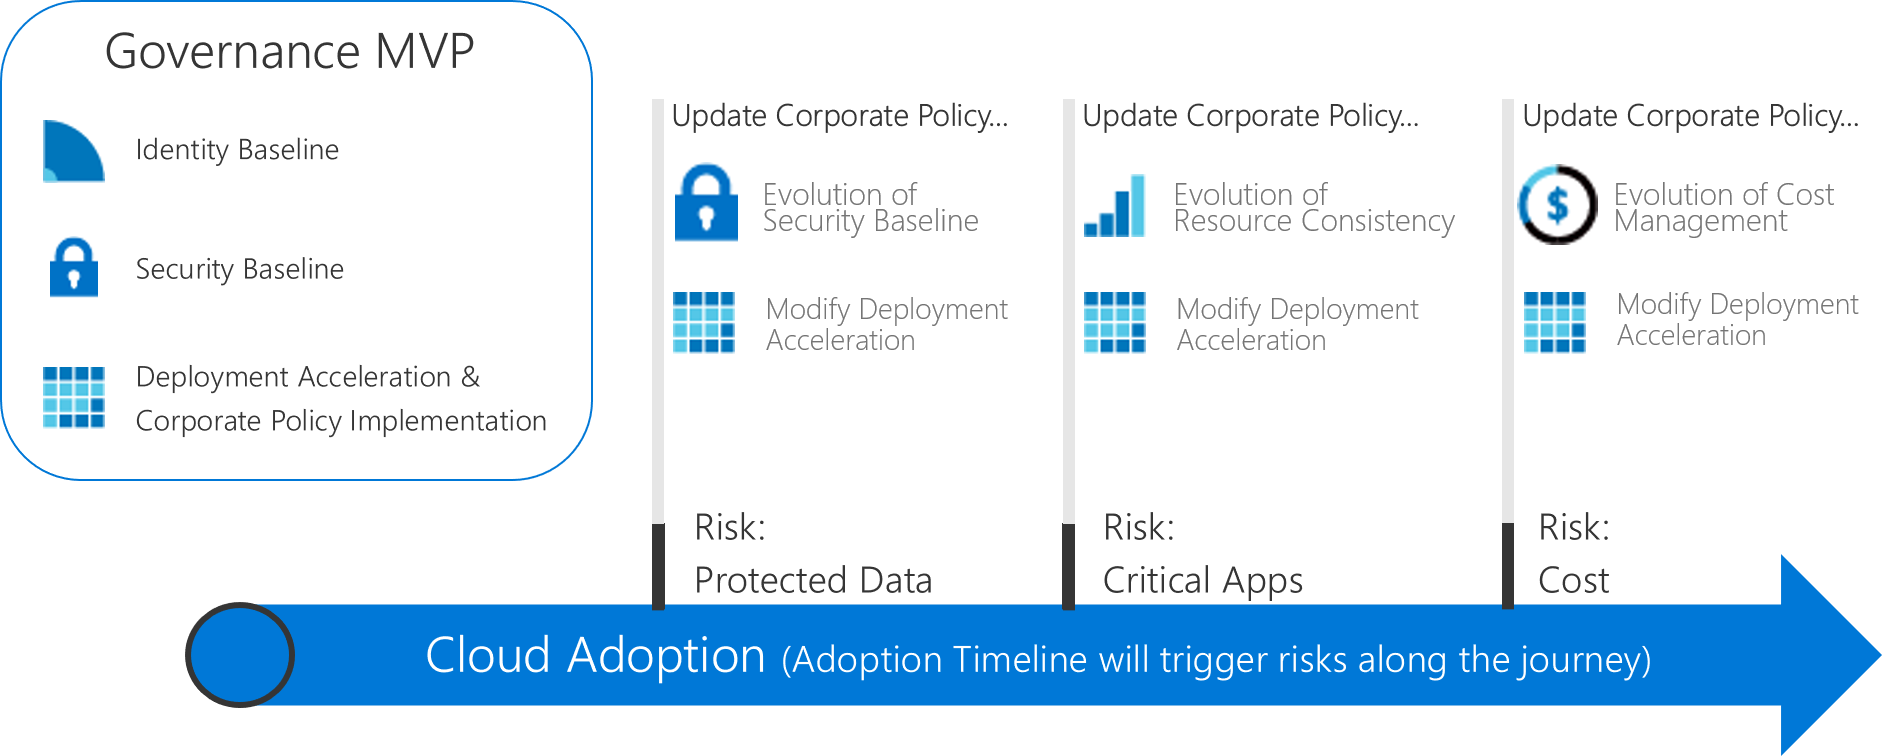 Governance MVP
Identity Baseline
Security Baseline
Deployment Acceleration &
Corporate Policy Implementation
Update Corporate Policy...
Evolution of
Security Baseline
Modify Deployment
Acceleration
Risk:
Protected Data
Update Corporate Policy...
Evolution of
Resource Consistency
Modify Deployment
Acceleration
Risk:
Critical Apps
Update Corporate Policy...
$
Evolution of Cost
Management
Modify Deployment
Acceleration
Risk:
Cost
Cloud Adoption (Adoption Timeline will trigger risks along the journey)